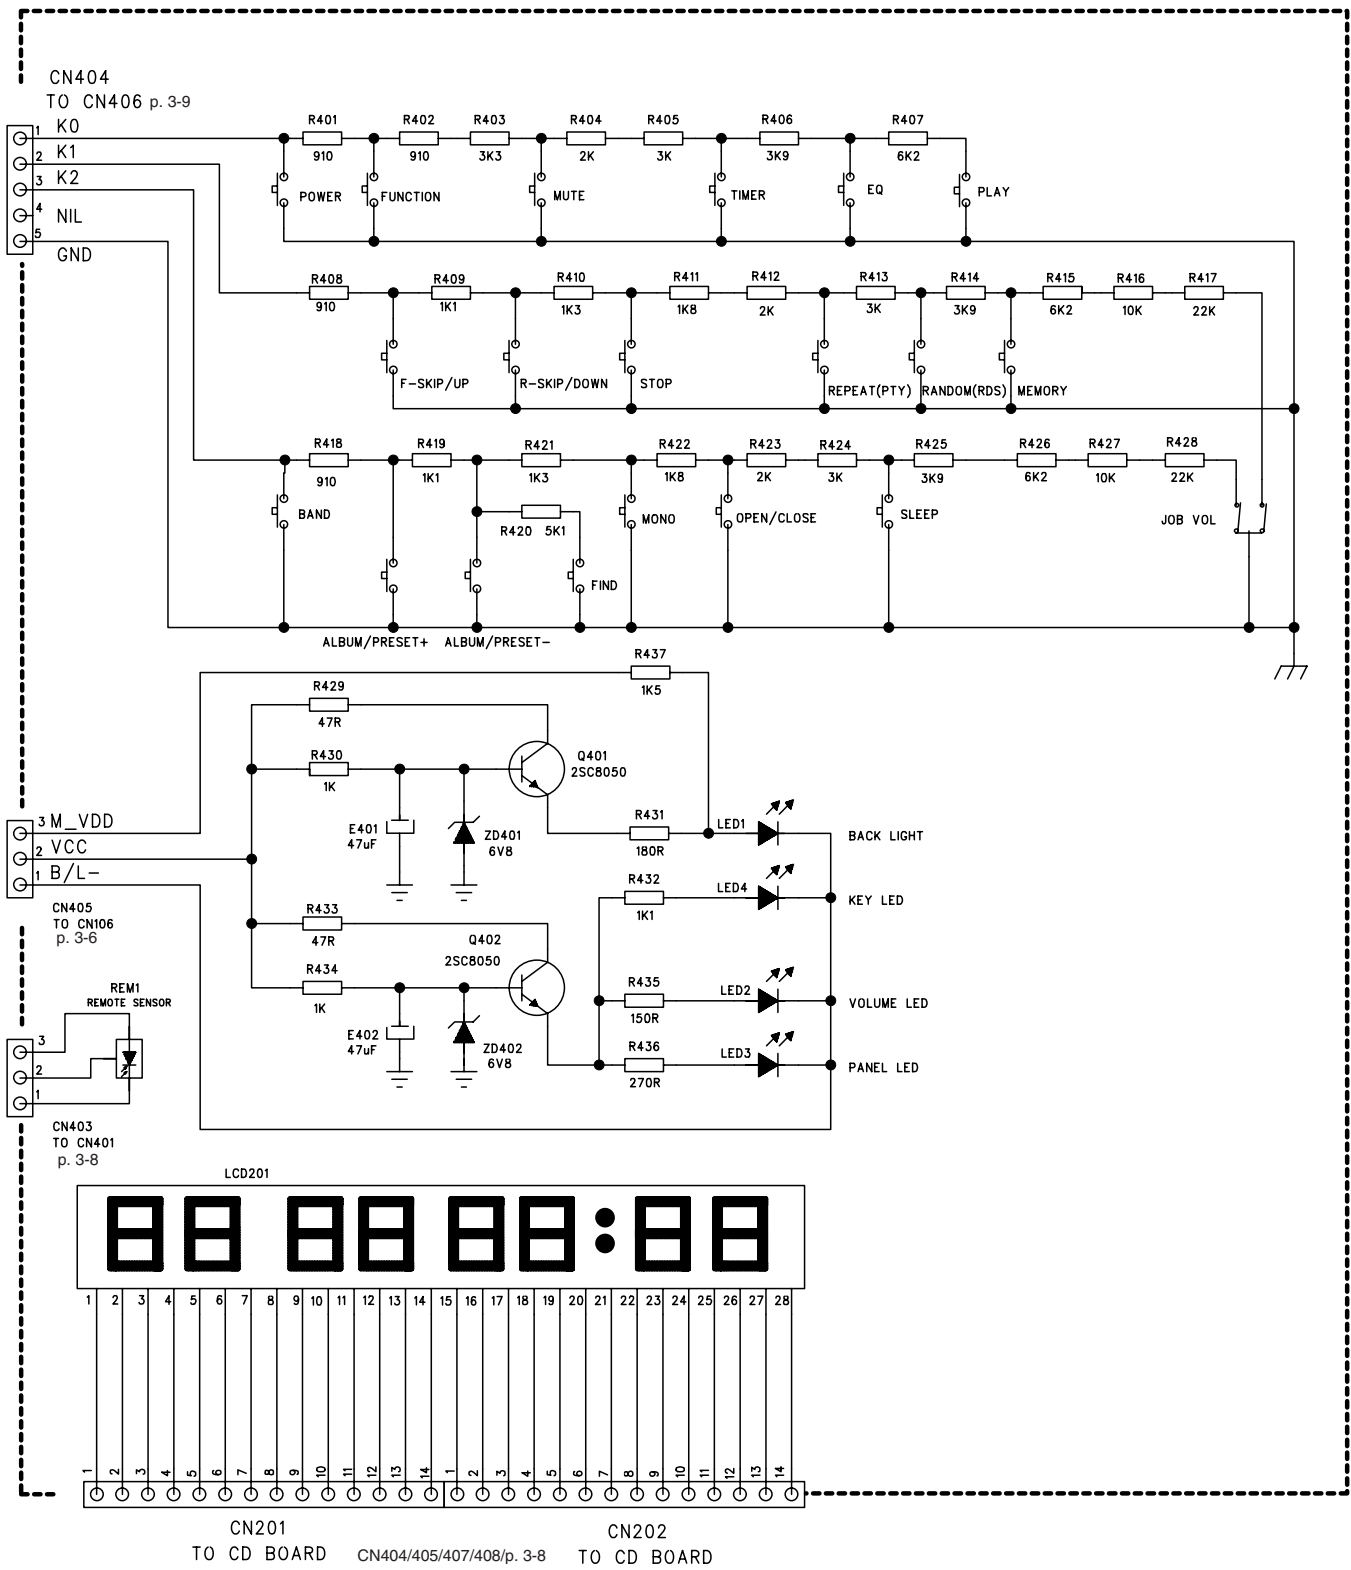 CN404
TO CN406 p. 3-9
1 K0
2 K1
3 K2
4 NIL
5 GND
R401 R402 R403 R404 R405 R406 R407
910 910 3K3 2K 3K 3K9 6K2
POWER FUNCTION MUTE TIMER EQ PLAY
R408 R409 R410 R411 R412 R413 R414 R415 R416 R417
910 1K1 1K3 1K8 2K 3K 3K9 6K2 10K 22K
F-SKIP/UP R-SKIP/DOWN STOP REPEAT(PTY) RANDOM(RDS) MEMORY
R418 R419 R421 R422 R423 R424 R425 R426 R427 R428
910 1K1 1K3 1K8 2K 3K 3K9 6K2 10K 22K
BAND MONO OPEN/CLOSE SLEEP JOB VOL
R420 5K1
FIND
ALBUM/PRESET+ ALBUM/PRESET-
R437
1K5
R429
47R
R430
1K
Q401
2SC8050
E401
47uF
ZD401
6V8
R431
180R
LED1
BACK LIGHT
3 M_VDD
2 VCC
1 B/L-
CN405
TO CN106
p. 3-6
R432
1K1
LED4
KEY LED
R433
47R
Q402
2SC8050
R434
1K
E402
47uF
ZD402
6V8
R435
150R
LED2
VOLUME LED
R436
270R
LED3
PANEL LED
REM1
REMOTE SENSOR
3
2
1
CN403
TO CN401
p. 3-8
LCD201
88 88 88:88
1 2 3 4 5 6 7 8 9 10 11 12 13 14 15 16 17 18 19 20 21 22 23 24 25 26 27 28
1 2 3 4 5 6 7 8 9 10 11 12 13 14 1 2 3 4 5 6 7 8 9 10 11 12 13 14
CN201 CN202
TO CD BOARD CN404/405/407/408/p. 3-8 TO CD BOARD